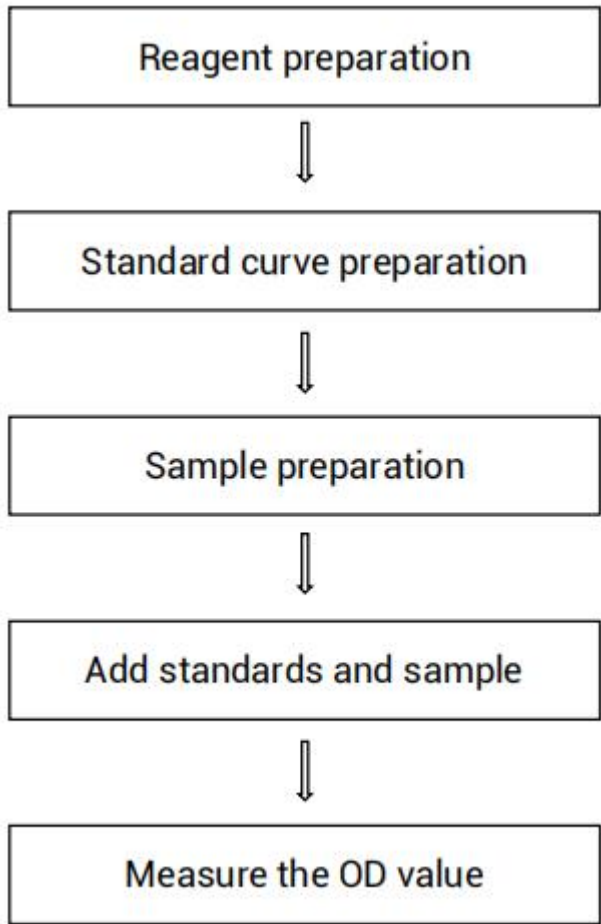 Reagent preparation
Standard curve preparation
Sample preparation
Add standards and sample
Measure the OD value